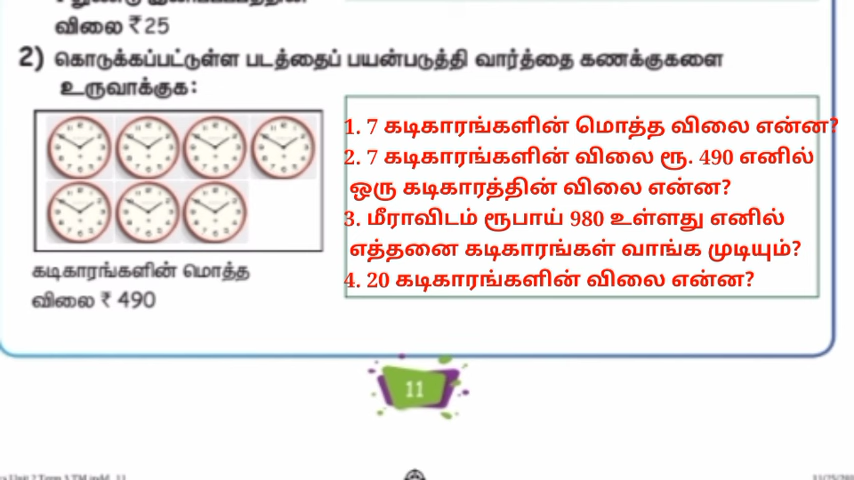 விலை ₹25
2) கொடுக்கப்பட்டுள்ள படத்தைப் பயன்படுத்தி வார்த்தை கணக்குகளை
உருவாக்குக:
கடிகாரங்களின் மொத்த
விலை ₹ 490
1. 7 கடிகாரங்களின் மொத்த விலை என்ன?
2. 7 கடிகாரங்களின் விலை ரூ. 490 எனில்
ஒரு கடிகாரத்தின் விலை என்ன?
3. மீராவிடம் ரூபாய் 980 உள்ளது எனில்
எத்தனை கடிகாரங்கள் வாங்க முடியும்?
4. 20 கடிகாரங்களின் விலை என்ன?
11